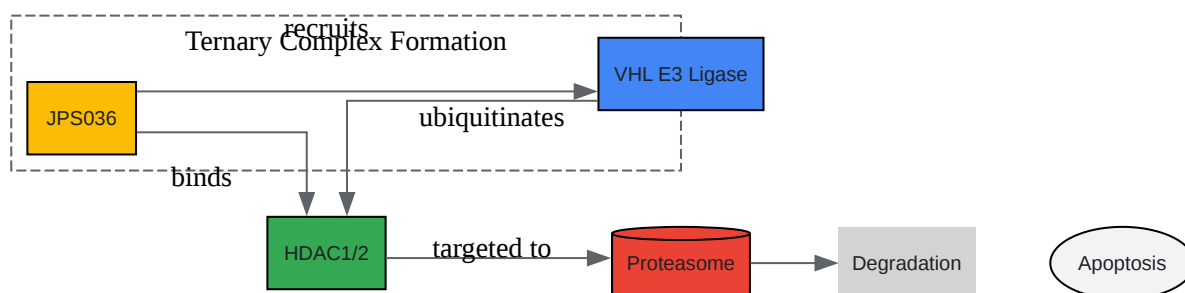 recruits
Ternary Complex Formation
VHL E3 Ligase
JPS036
ubiquitinates
binds
HDAC1/2
targeted to
Proteasome
Degradation
Apoptosis